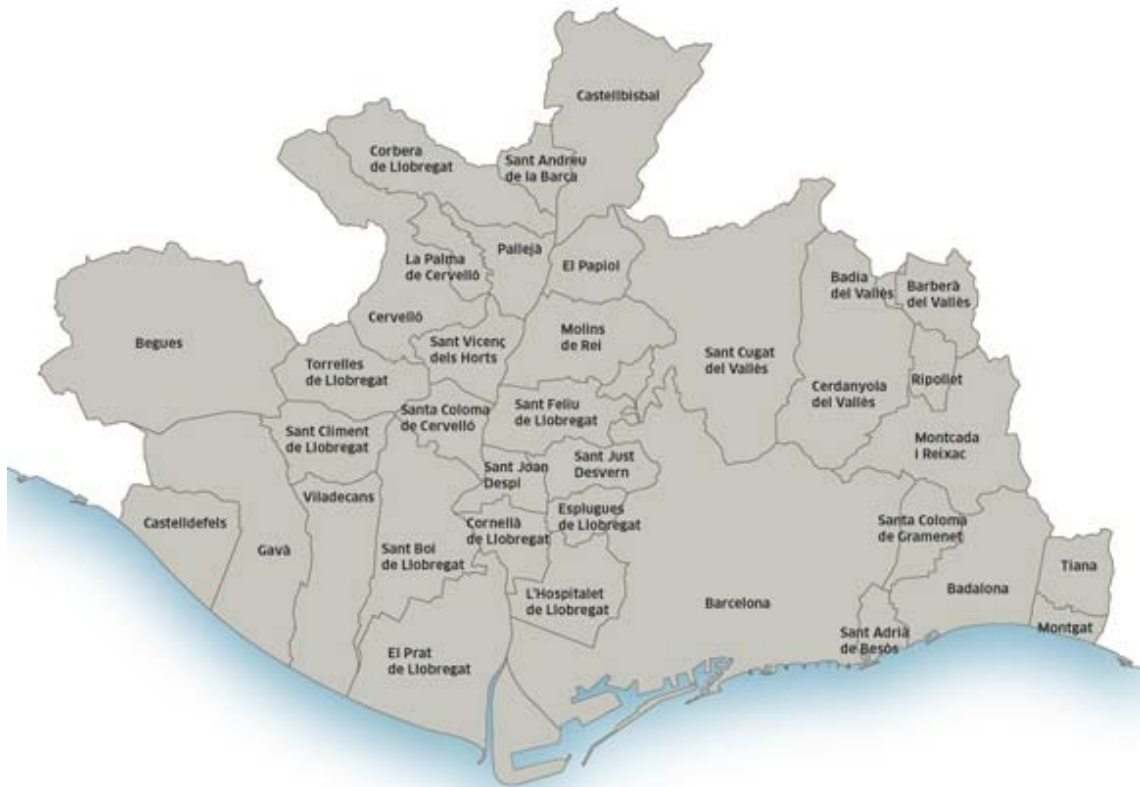 Castellbisbal
Corbera
de Llobregat
Sant Andreu
de la Barca
Pallejà
La Palma
de Cervelló
El Papiol
Badia
del Vallès
Barberà
del Vallès
Begues
Cervelló
Sant Vicenç
dels Horts
Molins
de Rei
Sant Cugat
del Vallès
Torrelles
de Llobregat
Cerdanyola
del Vallès
Ripollet
Santa Coloma
de Cervelló
Sant Feliu
de Llobregat
Sant Climent
de Llobregat
Montcada
i Reixac
Sant Joan
Despí
Sant Just
Desvern
Viladecans
Castelldefels
Cornellà
de Llobregat
Esplugues
de Llobregat
Santa Coloma
de Gramenet
Gavà
Sant Boi
de Llobregat
Tiana
L'Hospitalet
de Llobregat
Barcelona
Badalona
Montgat
El Prat
de Llobregat
Sant Adrià
de Besòs